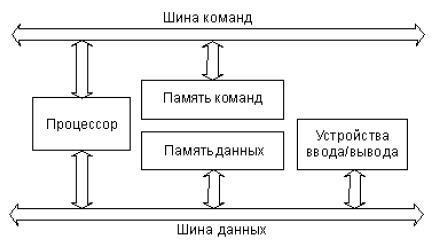 Шина команд
Память команд
Процессор
Память данных
Устройства
ввода/вывода
Шина данных